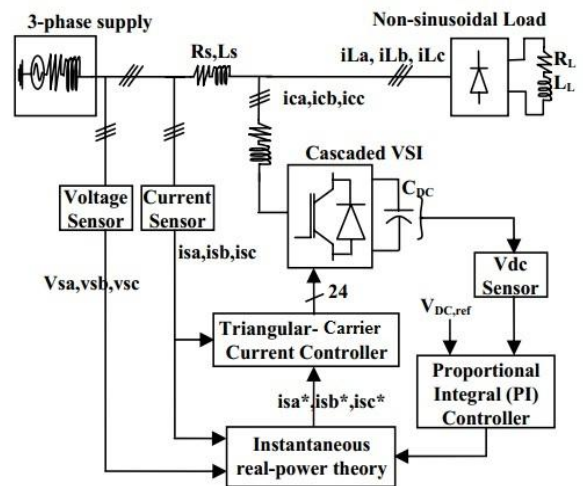 3-phase supply
Non-sinusoidal Load
Rs,Ls
iLa, iLb, iLc
RL
LL
ica,icb,icc
Cascaded VSI
CDC
Voltage
Sensor
Current
Sensor
isa,isb,isc
Vsa,vsb,vsc
24
Vdc
Sensor
VDC,ref
Triangular- Carrier
Current Controller
Proportional
Integral (PI)
Controller
isa*,isb*,isc*
Instantaneous
real-power theory